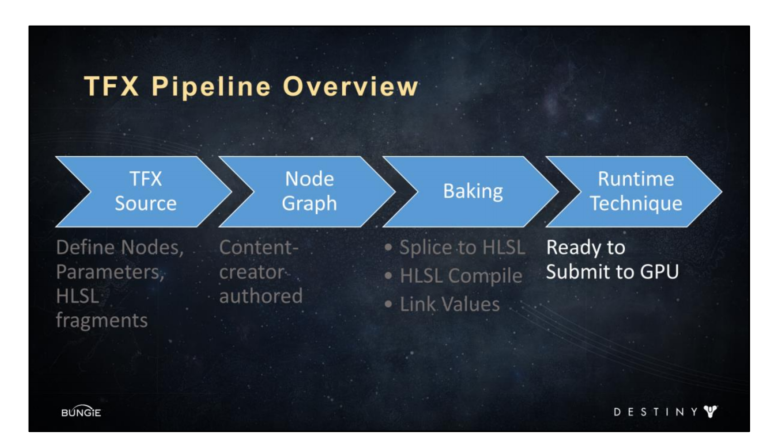 TFX Pipeline Overview
TFX
Source
Node
Graph
Baking
Runtime
Technique
Define Nodes,
Parameters,
HLSL
fragments
Content-
creator
authored
• Splice to HLSL
• HLSL Compile
• Link Values
Ready to
Submit to GPU
BUNGiE
DESTINY